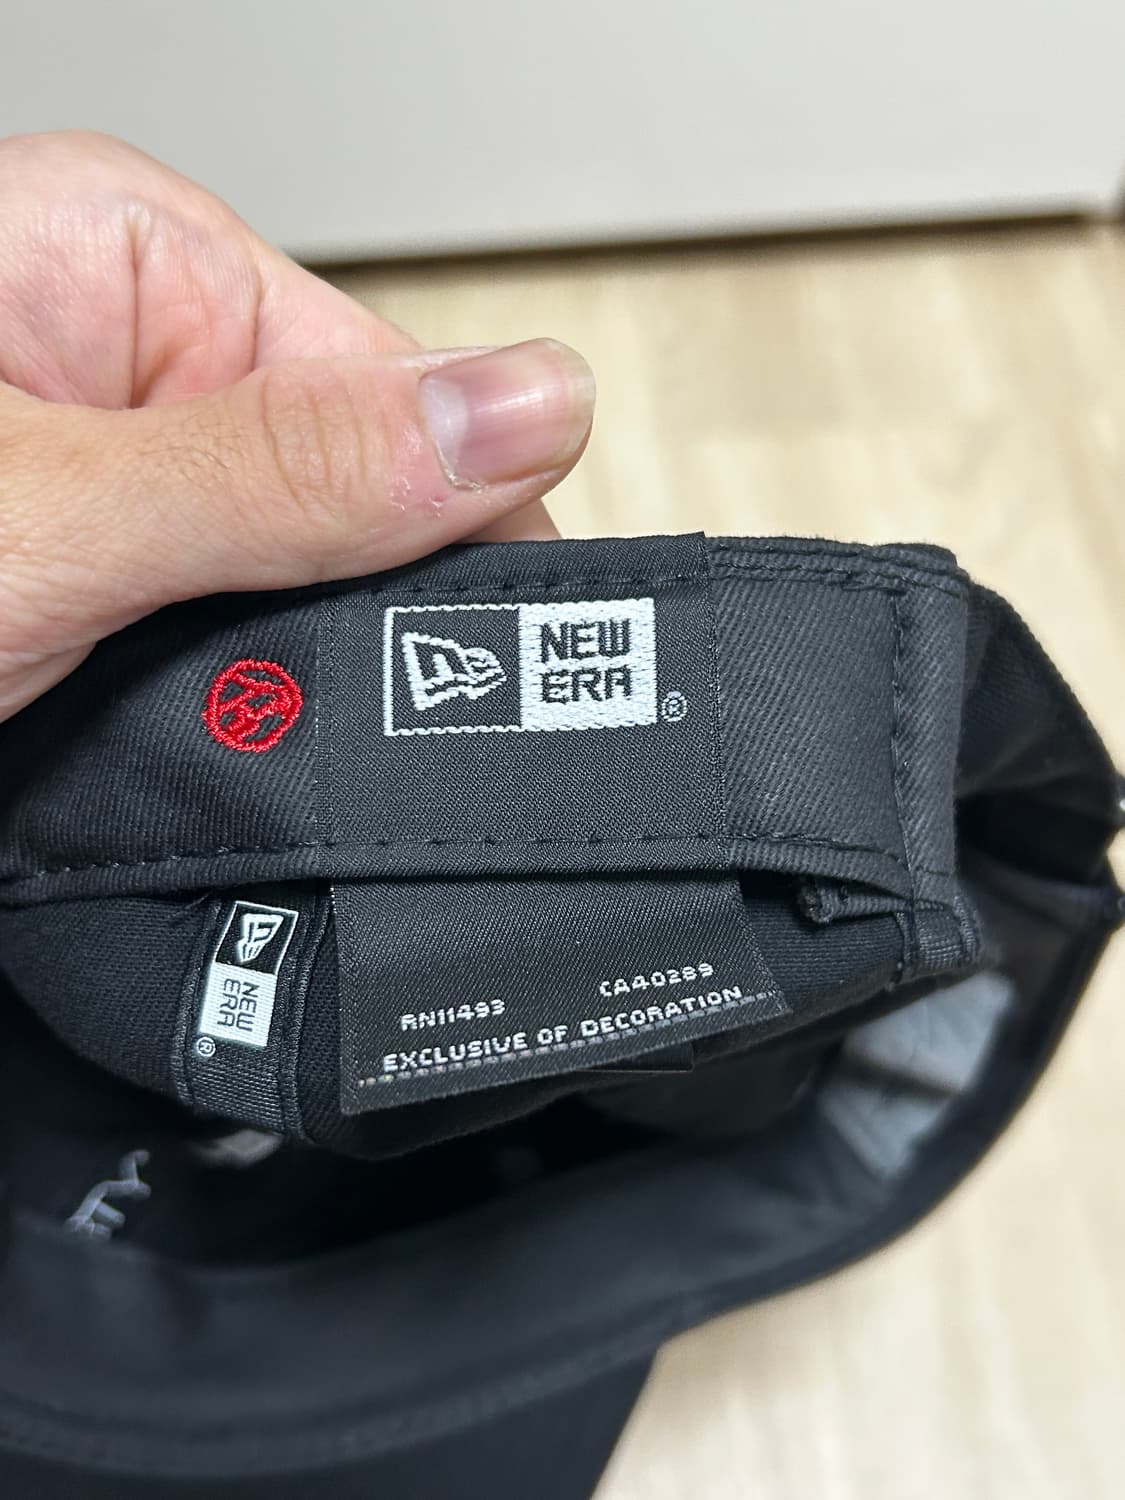 NEW
ERA
®
NEW
ERA
®
RN11493
CA40289
EXCLUSIVE OF DECORATION